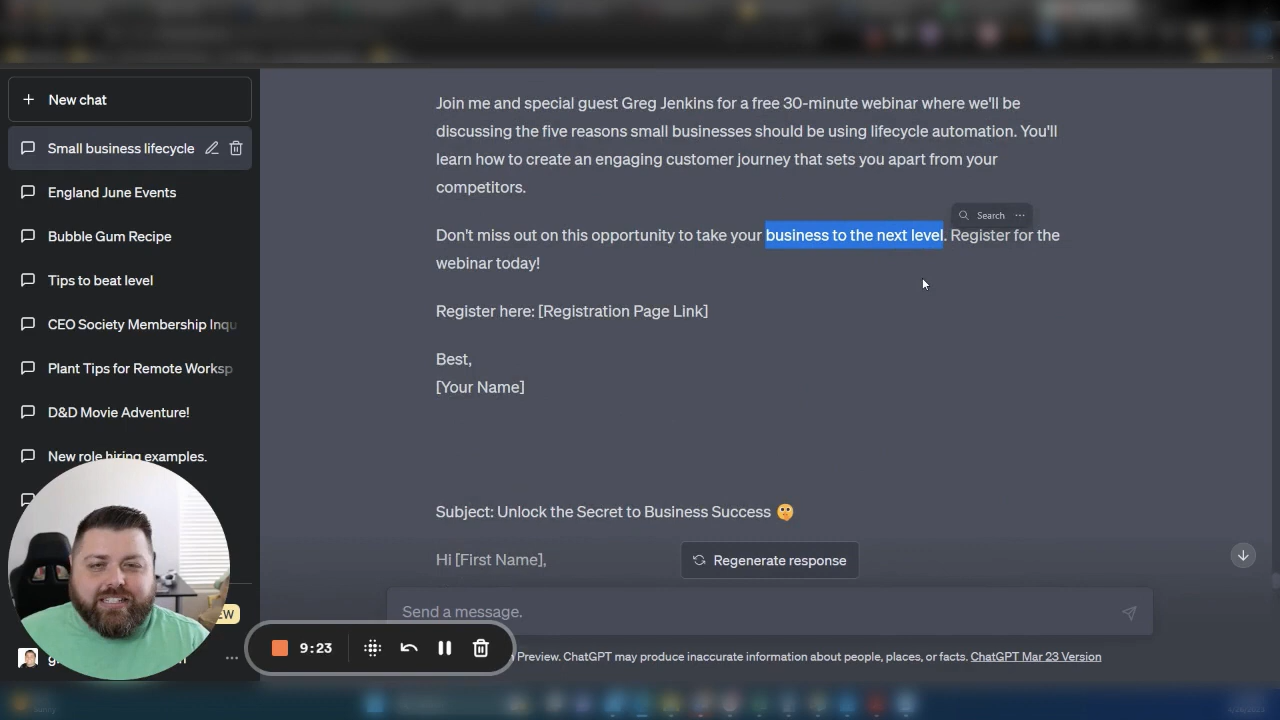 New chat
Small business lifecycle
England June Events
Bubble Gum Recipe
Tips to beat level
CEO Society Membership Inqu
Plant Tips for Remote Worksp
D&D Movie Adventure!
New role hiring examples.
Join me and special guest Greg Jenkins for a free 30-minute webinar where we'll be
discussing the five reasons small businesses should be using lifecycle automation. You'll
learn how to create an engaging customer journey that sets you apart from your
competitors.
Search
Don't miss out on this opportunity to take your business to the next level. Register for the
webinar today!
Register here: [Registration Page Link]
Best,
[Your Name]
Subject: Unlock the Secret to Business Success 🤫
Hi [First Name],
Regenerate response
Send a message.
9:23
Preview. ChatGPT may produce inaccurate information about people, places, or facts. ChatGPT Mar 23 Version